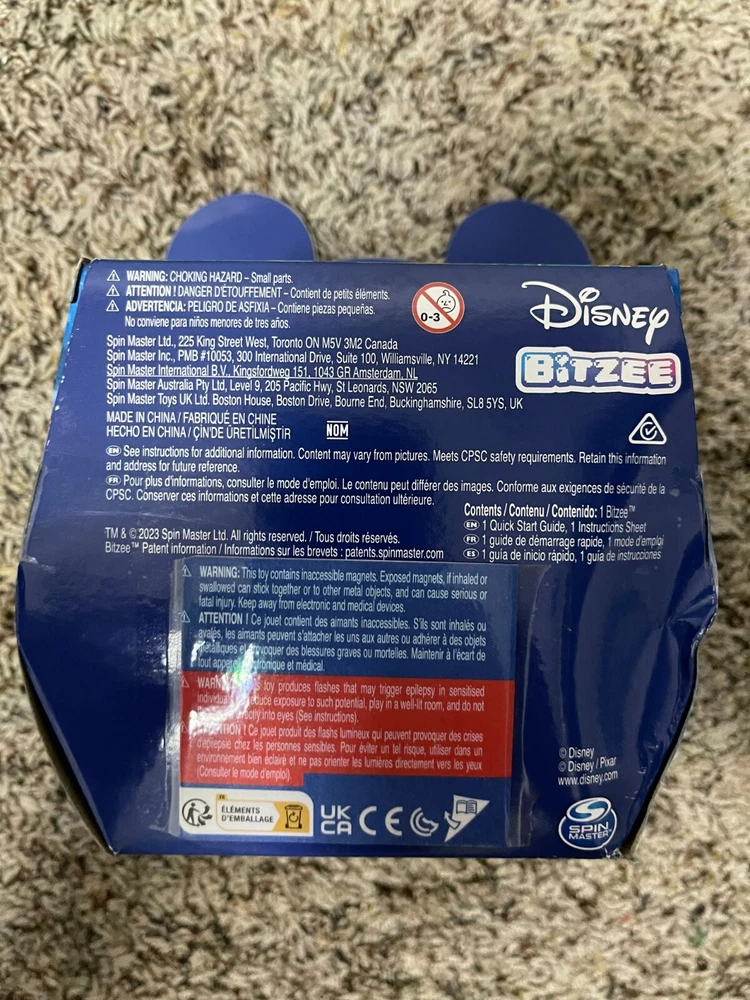 WARNING: CHOKING HAZARD – Small parts.
ATTENTION ! DANGER D'ÉTOUFFEMENT – Contient de petits éléments.
ADVERTENCIA: PELIGRO DE ASFIXIA – Contiene piezas pequeñas.
No conviene para niños menores de tres años.
0-3
Disney
BITZEE
Spin Master Ltd., 225 King Street West, Toronto ON M5V 3M2 Canada
Spin Master Inc., PMB #10053, 300 International Drive, Suite 100, Williamsville, NY 14221
Spin Master International B.V., Kingsfordweg 151, 1043 GR Amsterdam, NL
Spin Master Australia Pty Ltd, Level 9, 205 Pacific Hwy, St Leonards, NSW 2065
Spin Master Toys UK Ltd. Boston House, Boston Drive, Bourne End, Buckinghamshire, SL8 5YS, UK
MADE IN CHINA / FABRIQUÉ EN CHINE
HECHO EN CHINA / ÇİN'DE ÜRETİLMİŞTİR
NOM
EN See instructions for additional information. Content may vary from pictures. Meets CPSC safety requirements. Retain this information
and address for future reference.
FR Pour plus d'informations, consulter le mode d'emploi. Le contenu peut différer des images. Conforme aux exigences de sécurité de la
CPSC. Conserver ces informations et cette adresse pour consultation ultérieure.
Contents / Contenu / Contenido: 1 Bitzee™
EN 1 Quick Start Guide, 1 Instructions Sheet
FR 1 guide de démarrage rapide, 1 mode d'emploi
ES 1 guía de inicio rápido, 1 guía de instrucciones
TM & © 2023 Spin Master Ltd. All rights reserved. / Tous droits réservés.
Bitzee™ Patent information / Informations sur les brevets : patents.spinmaster.com
WARNING: This toy contains inaccessible magnets. Exposed magnets, if inhaled or
swallowed can stick together or to other metal objects, and can cause serious or
fatal injury. Keep away from electronic and medical devices.
ATTENTION ! Ce jouet contient des aimants inaccessibles. S'ils sont inhalés ou
avalés, les aimants peuvent s'attacher les uns aux autres ou adhérer à des objets
métalliques et provoquer des blessures graves ou mortelles. Maintenir à l'écart de
tout appareil électronique et médical.
toy produces flashes that may trigger epilepsy in sensitised
reduce exposure to such potential, play in a well-lit room, and do not
directly into eyes (See instructions).
ATTENTION ! Ce jouet produit des flashs lumineux qui peuvent provoquer des crises
d'épilepsie chez les personnes sensibles. Pour éviter un tel risque, utiliser dans un
environnement bien éclairé et ne pas orienter les lumières directement vers les yeux
(Consulter le mode d'emploi).
FR
ÉLÉMENTS
D'EMBALLAGE
UK
CA
CE
© Disney
© Disney / Pixar
www.disney.com
SPIN
MASTER